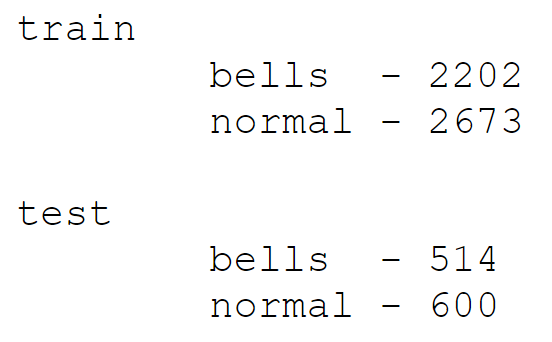 train
bells - 2202
normal - 2673
test
bells - 514
normal - 600